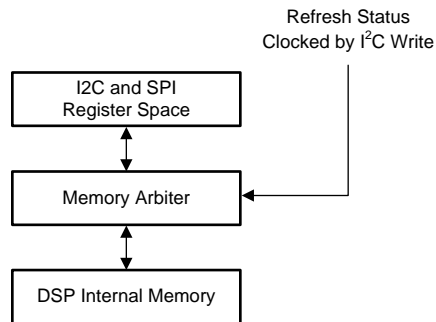 Refresh Status
Clocked by I²C Write
I2C and SPI
Register Space
Memory Arbiter
DSP Internal Memory